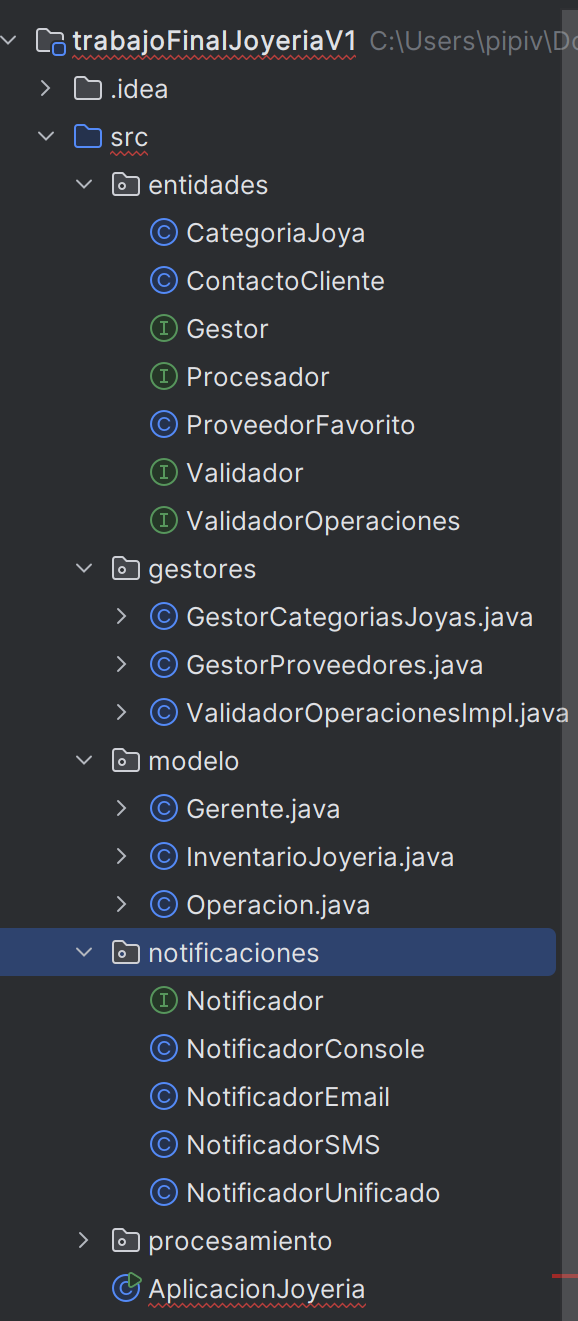 trabajoFinalJoyeriaV1 C:\Users\pipiv\Do
.idea
src
entidades
CategoriaJoya
ContactoCliente
Gestor
Procesador
ProveedorFavorito
Validador
ValidadorOperaciones
gestores
GestorCategoriasJoyas.java
GestorProveedores.java
ValidadorOperacionesImpl.java
modelo
Gerente.java
InventarioJoyeria.java
Operacion.java
notificaciones
Notificador
NotificadorConsole
NotificadorEmail
NotificadorSMS
NotificadorUnificado
procesamiento
AplicacionJoyeria